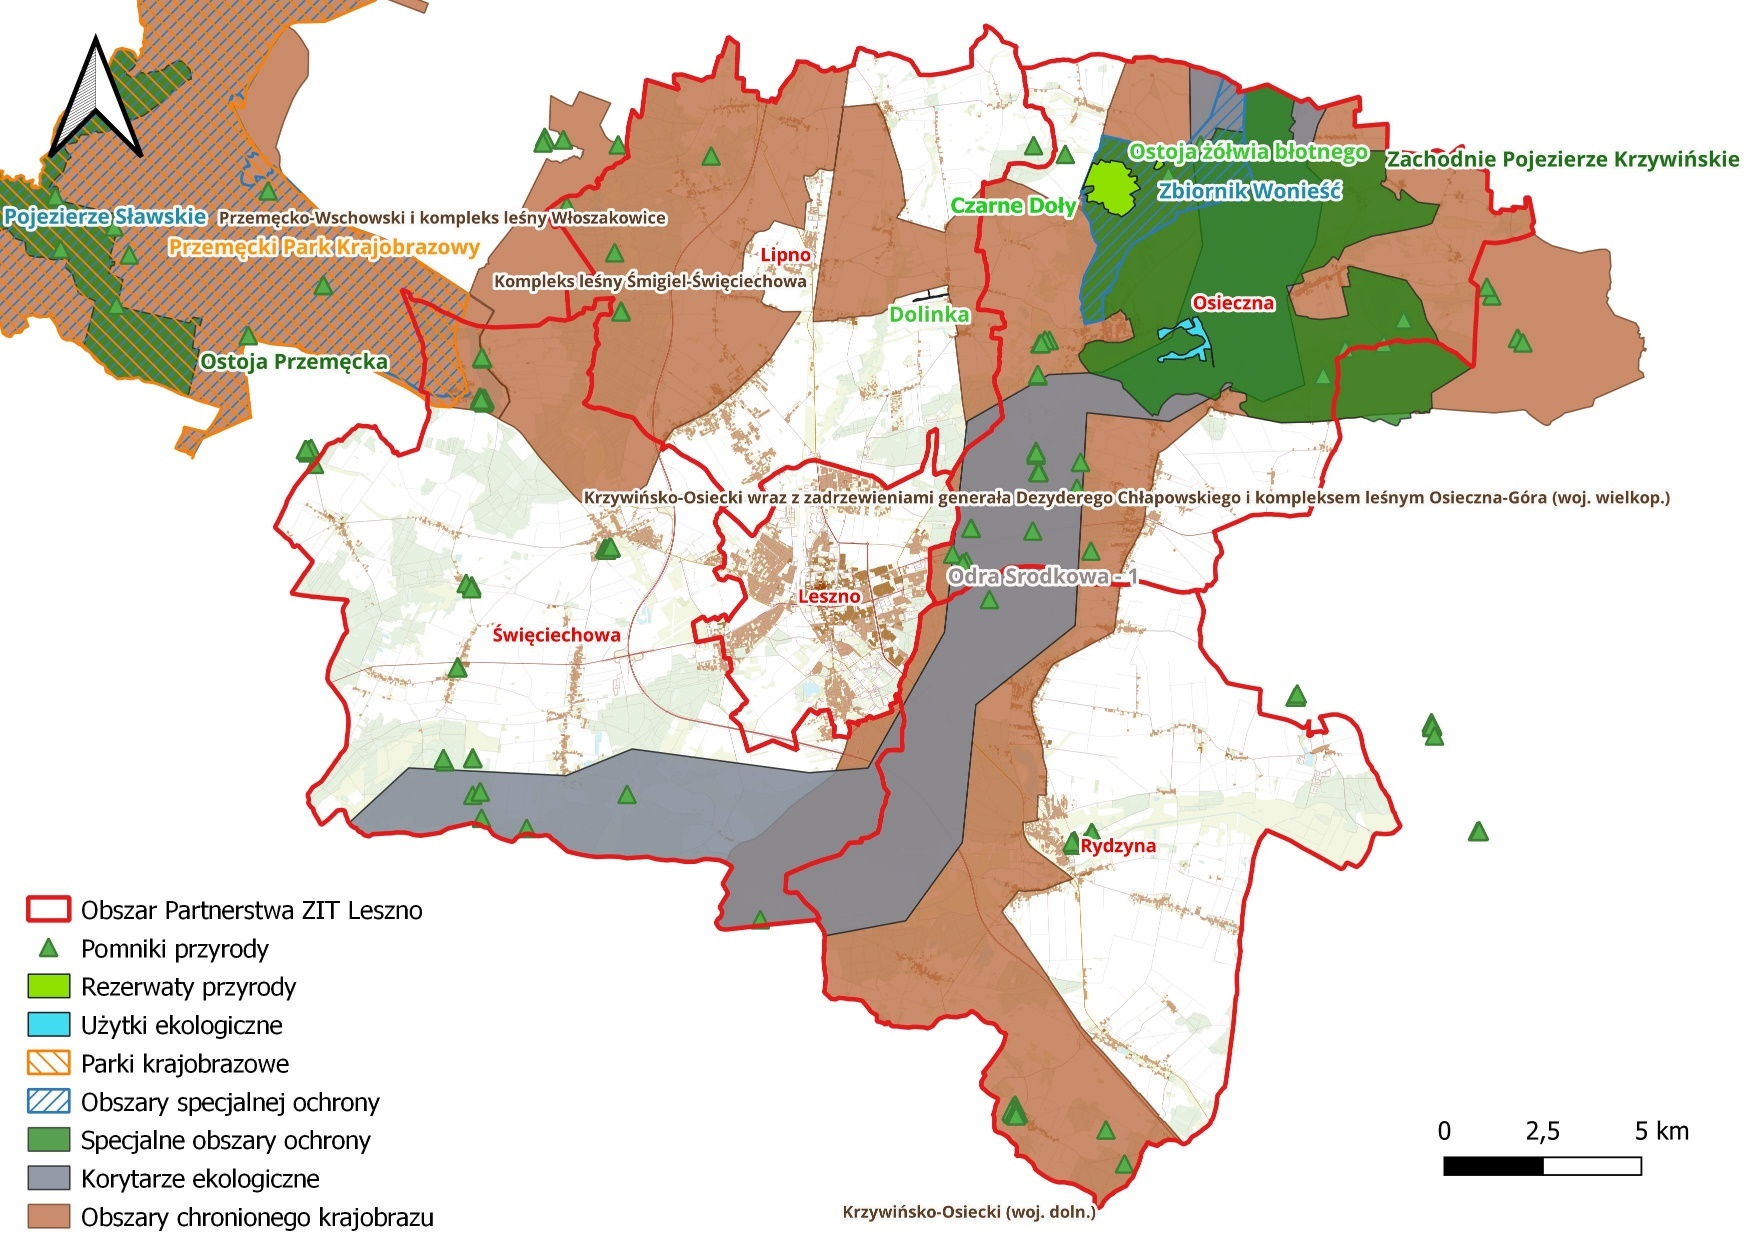 Ostoja żółwia błotnego
Zachodnie Pojezierze Krzywińskie
Zbiornik Wonieść
Czarne Doły
Pojezierze Sławskie
Przemęcko-Wschowski i kompleks leśny Włoszakowice
Przemęcki Park Krajobrazowy
Lipno
Kompleks leśny Śmigiel-Święciechowa
Osieczna
Dolinka
Ostoja Przemęcka
Krzywińsko-Osiecki wraz z zadrzewieniami generała Dezyderego Chłapowskiego i kompleksem leśnym Osieczna-Góra (woj. wielkop.)
Odra Srodkowa - 1
Leszno
Święciechowa
Rydzyna
Obszar Partnerstwa ZIT Leszno
Pomniki przyrody
Rezerwaty przyrody
Użytki ekologiczne
Parki krajobrazowe
Obszary specjalnej ochrony
Specjalne obszary ochrony
Korytarze ekologiczne
Obszary chronionego krajobrazu
0 2,5 5 km
Krzywińsko-Osiecki (woj. doln.)